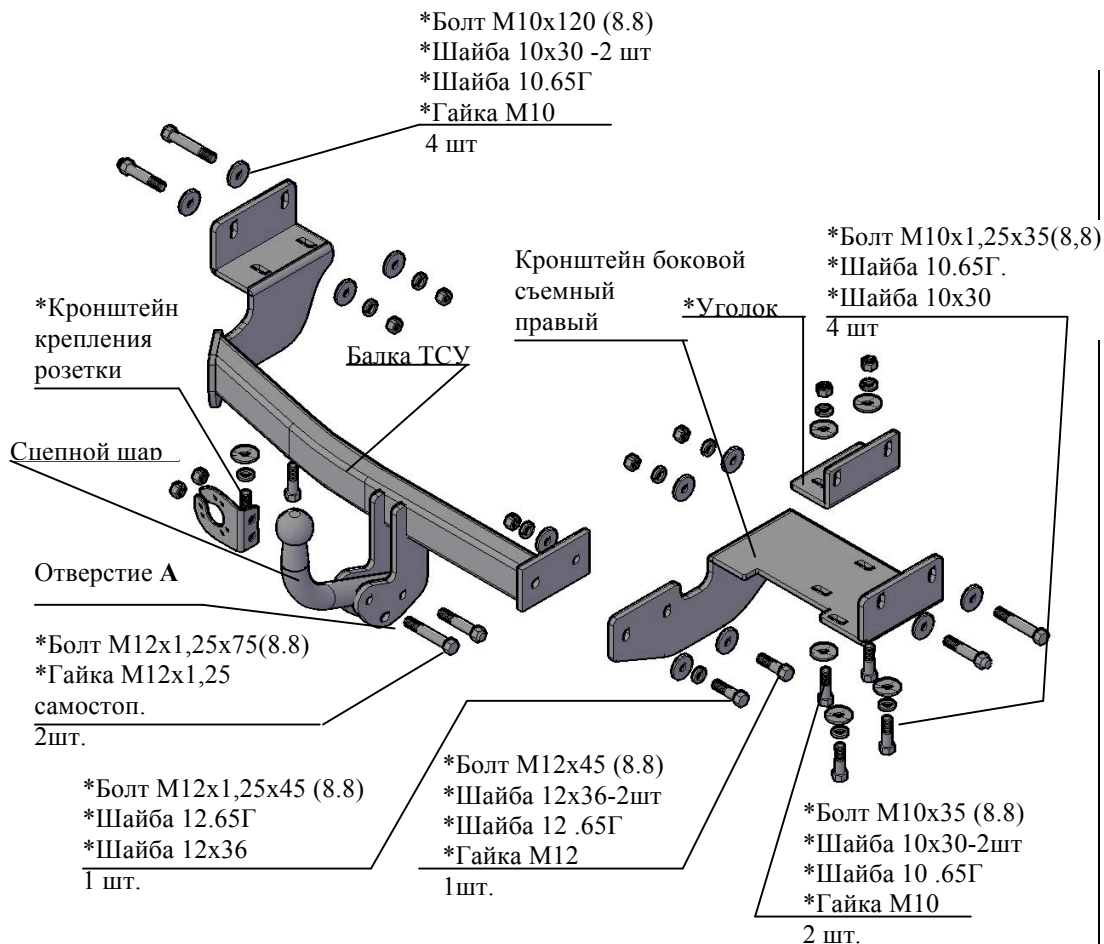 *Болт М10х120 (8.8)
*Шайба 10х30 -2 шт
*Шайба 10.65Г
*Гайка М10
4 шт
*Болт М10х1,25х35(8,8)
*Шайба 10.65Г.
*Шайба 10х30
4 шт
Кронштейн боковой
съемный
правый
*Уголок
*Кронштейн
крепления
розетки
Балка ТСУ
Сцепной шар
Отверстие А
*Болт М12х1,25х75(8.8)
*Гайка М12х1,25
самостоп.
2шт.
*Болт М12х1,25х45 (8.8)
*Шайба 12.65Г
*Шайба 12х36
1 шт.
*Болт М12х45 (8.8)
*Шайба 12х36-2шт
*Шайба 12 .65Г
*Гайка М12
1шт.
*Болт М10х35 (8.8)
*Шайба 10х30-2шт
*Шайба 10 .65Г
*Гайка М10
2 шт.